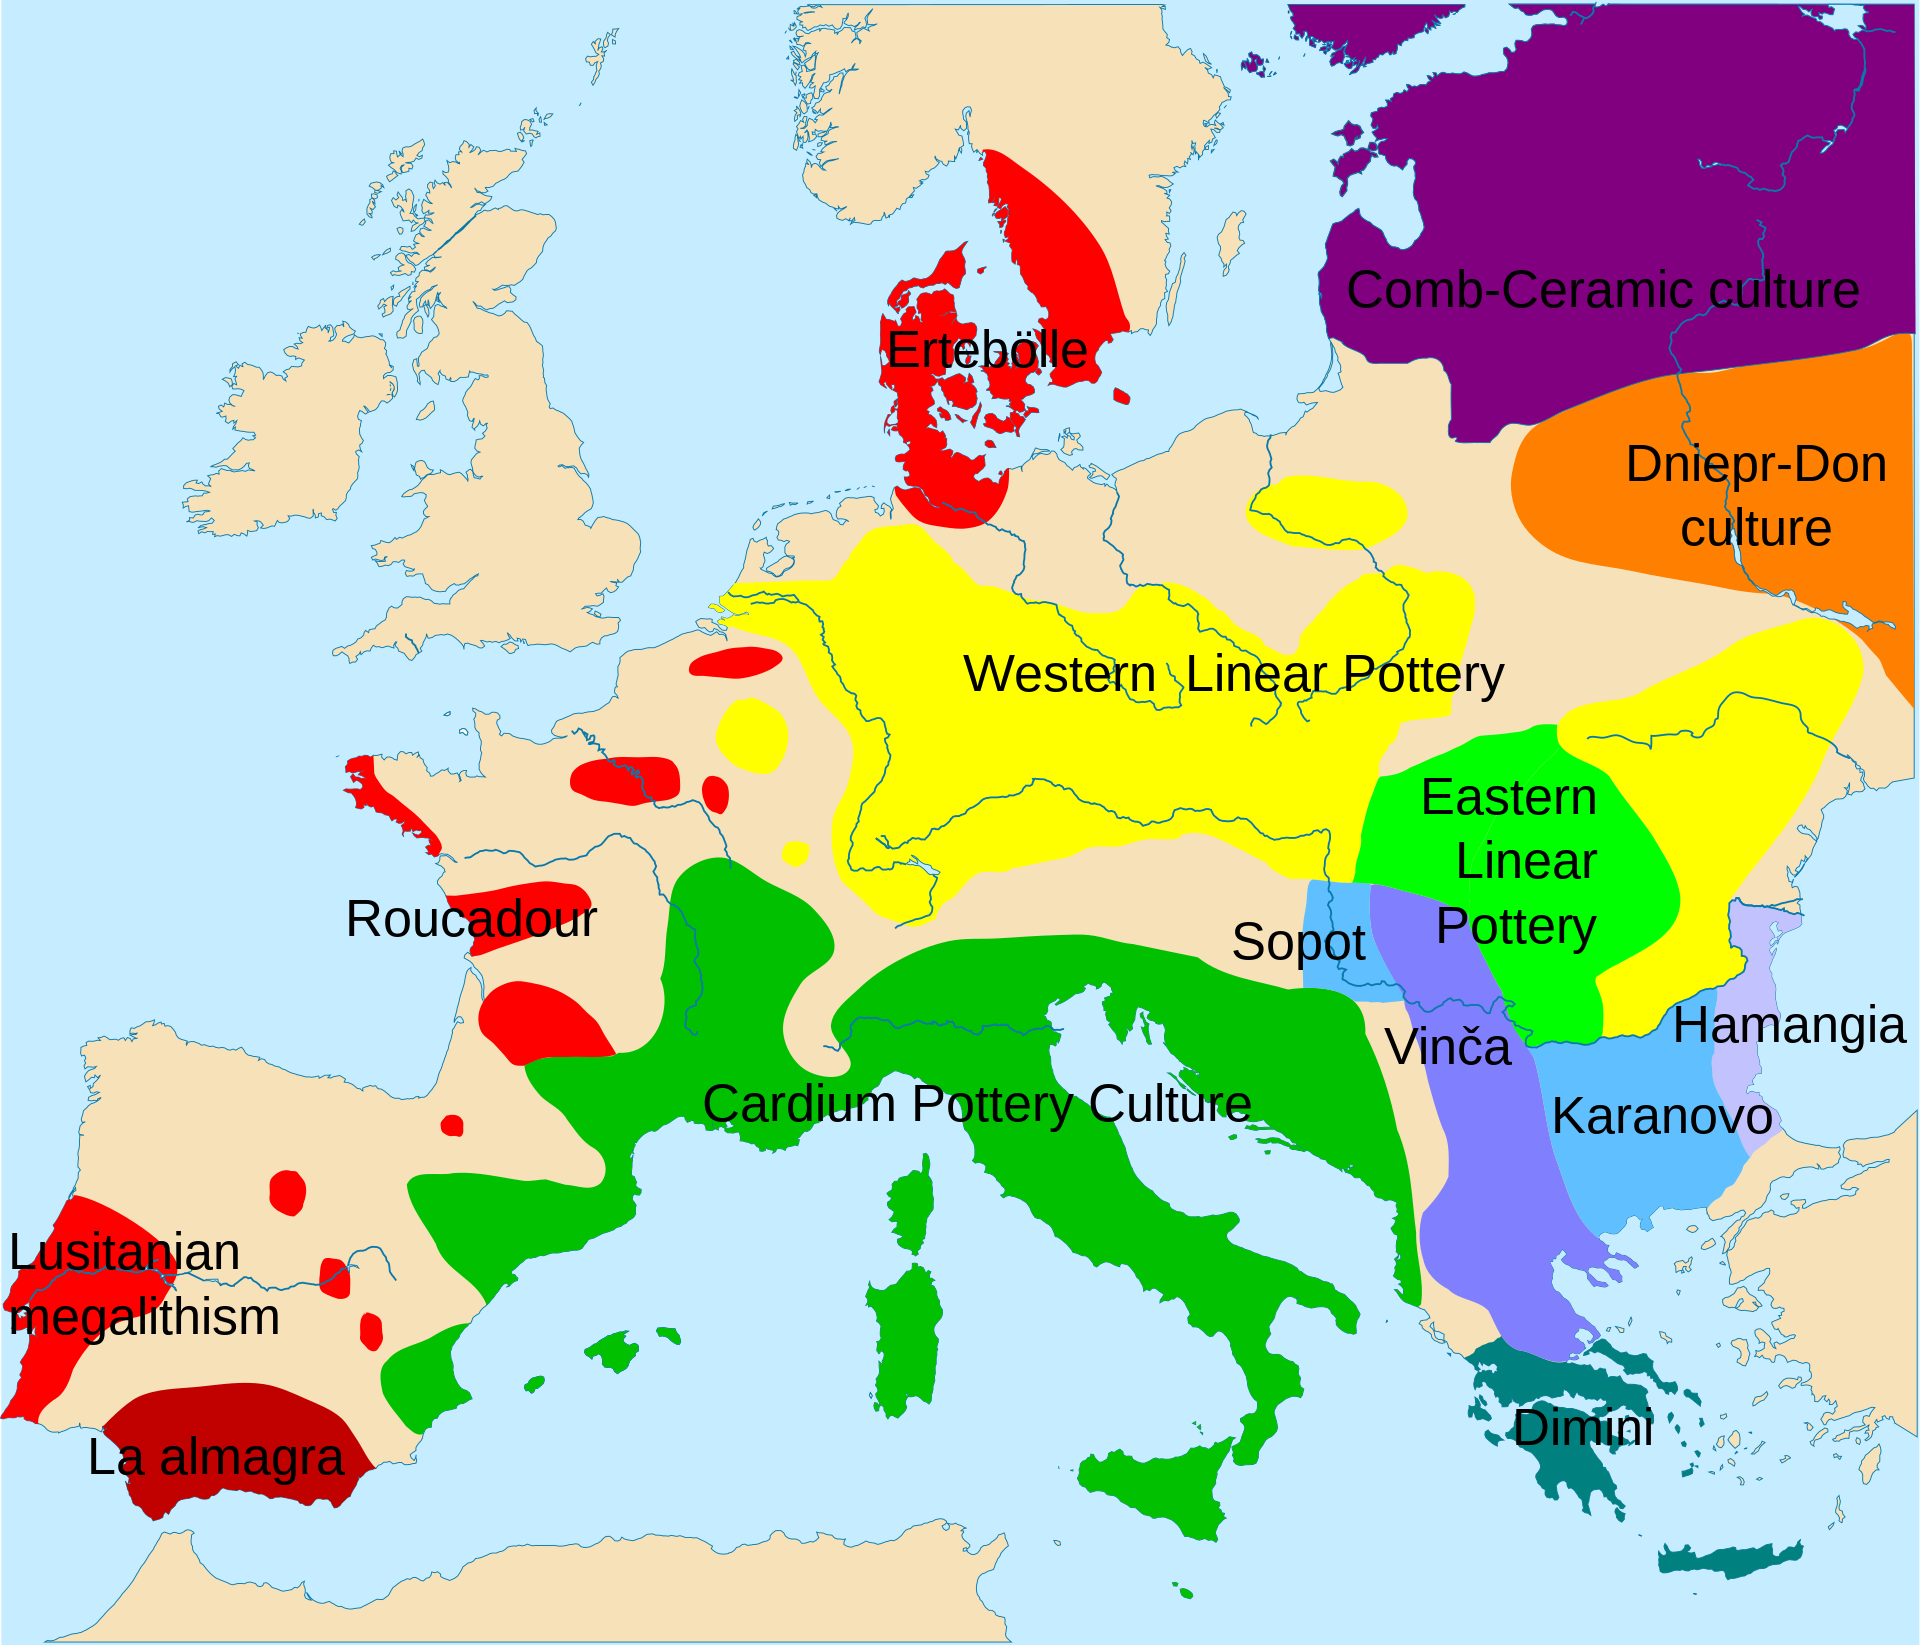 Comb-Ceramic culture
Ertebölle
Dniepr-Don
culture
Western Linear Pottery
Eastern
Linear
Pottery
Roucadour
Sopot
Hamangia
Vinča
Cardium Pottery Culture
Karanovo
Lusitanian
megalithism
Dimini
La almagra